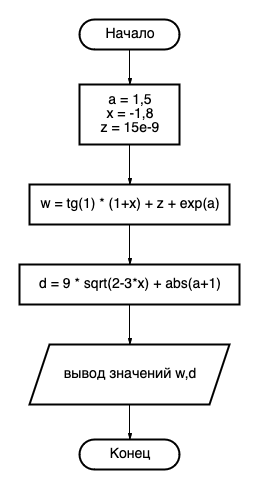 Начало
a = 1,5
x = -1,8
z = 15e-9
w = tg(1) * (1+x) + z + exp(a)
d = 9 * sqrt(2-3*x) + abs(a+1)
вывод значений w,d
Конец